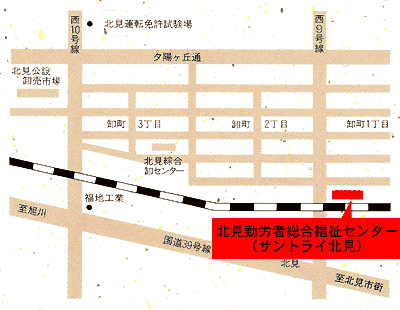 西10号線
北見運転免許試験場
西9号線
夕陽ヶ丘通
北見公設
卸売市場
卸町 3丁目
卸町 2丁目
卸町1丁目
北見綜合
卸センター
福地工業
至旭川
国道39号線
北見
至北見市街
北見勤労者総合福祉センター
(サントライ北見)